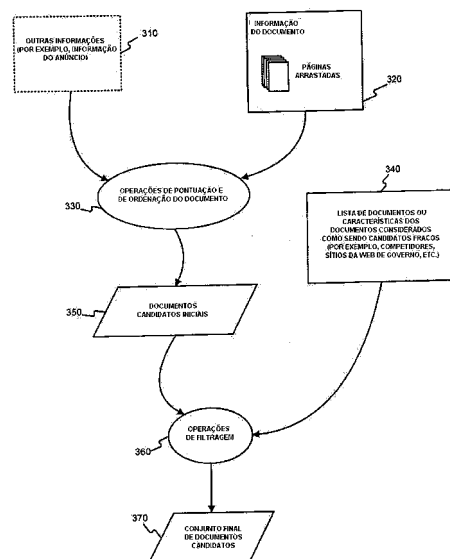 OUTRAS INFORMAÇÕES
(POR EXEMPLO, INFORMAÇÃO
DO ANÚNCIO)
310
INFORMAÇÃO
DO DOCUMENTO
PÁGINAS
ARRASTADAS
320
OPERAÇÕES DE PONTUAÇÃO E
DE ORDENAÇÃO DO DOCUMENTO
330
340
LISTA DE DOCUMENTOS OU
CARACTERÍSTICAS DOS
DOCUMENTOS CONSIDERADOS
COMO SENDO CANDIDATOS FRACOS
(POR EXEMPLO, COMPETIDORES,
SÍTIOS DA WEB DE GOVERNO, ETC.)
DOCUMENTOS
CANDIDATOS INICIAIS
350
OPERAÇÕES
DE FILTRAGEM
360
370
CONJUNTO FINAL
DE DOCUMENTOS
CANDIDATOS